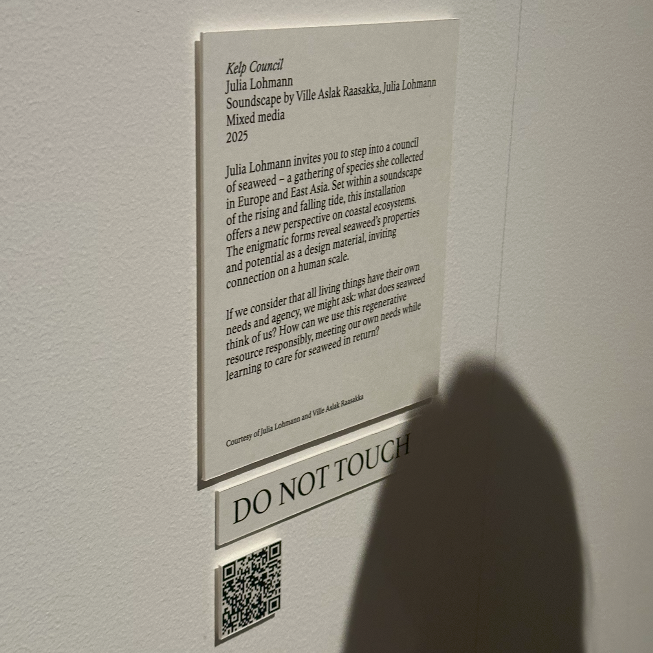 Kelp Council
Julia Lohmann
Soundscape by Ville Aslak Raasakka, Julia Lohmann
Mixed media
2025
Julia Lohmann invites you to step into a council
of seaweed – a gathering of species she collected
in Europe and East Asia. Set within a soundscape
of the rising and falling tide, this installation
offers a new perspective on coastal ecosystems.
The enigmatic forms reveal seaweed's properties
and potential as a design material, inviting
connection on a human scale.
If we consider that all living things have their own
needs and agency, we might ask: what does seaweed
think of us? How can we use this regenerative
resource responsibly, meeting our own needs while
learning to care for seaweed in return?
Courtesy of Julia Lohmann and Ville Aslak Raasakka
DO NOT TOUCH